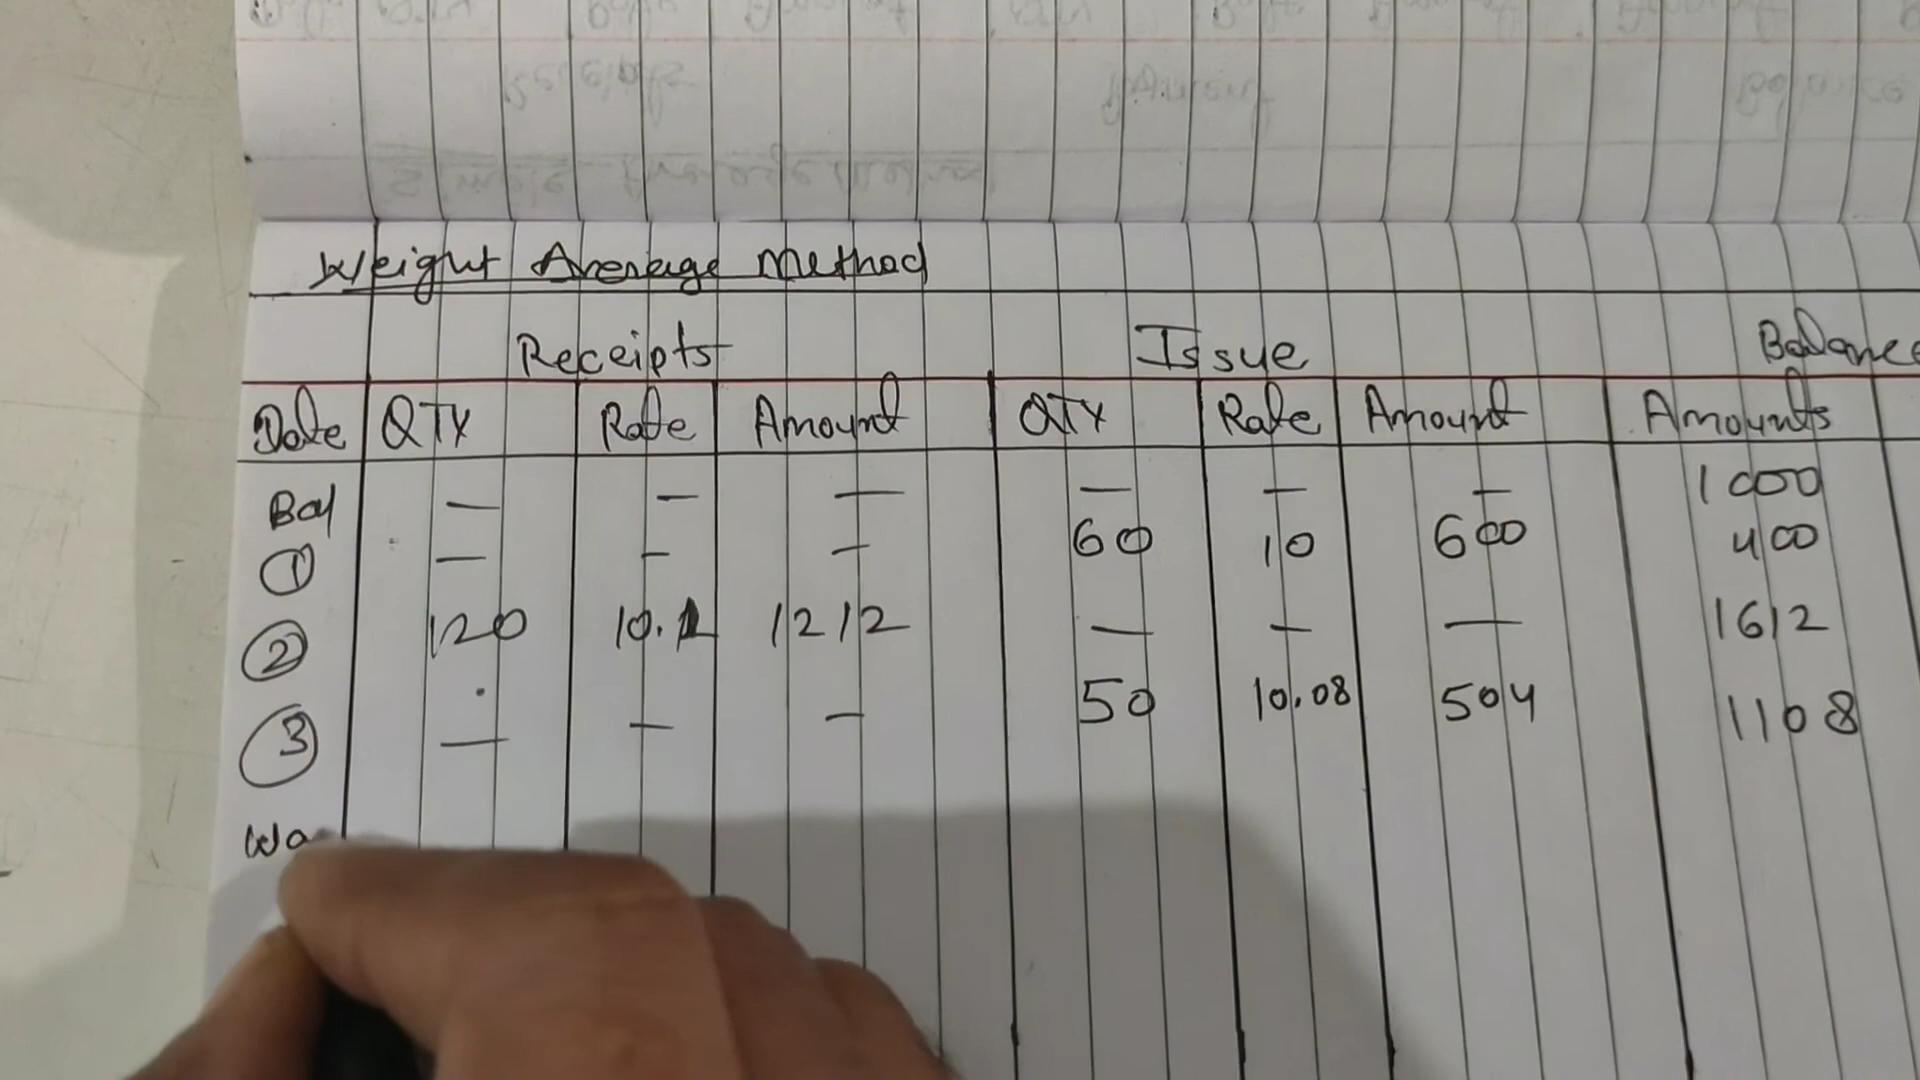 Weight Average Method
Receipts Issue Balance
Date QTY Rate Amount QTY Rate Amount Amounts
Bal — — — — — — 1000
① — — — 60 10 600 400
② 120 10.1 1212 — — — 1612
③ — — — 50 10.08 504 1108
Wa